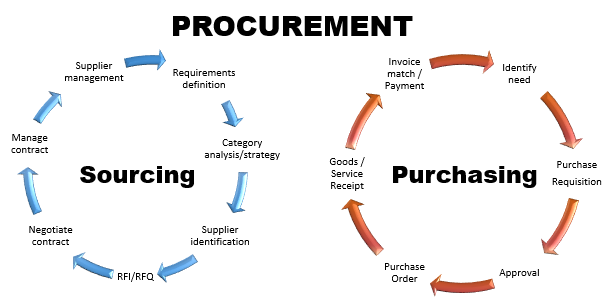 PROCUREMENT
Supplier
management
Requirements
definition
Category
analysis/strategy
Supplier
identification
RFI/RFQ
Negotiate
contract
Manage
contract
Sourcing
Invoice
match /
Payment
Identify
need
Purchase
Requisition
Approval
Purchase
Order
Goods /
Service
Receipt
Purchasing